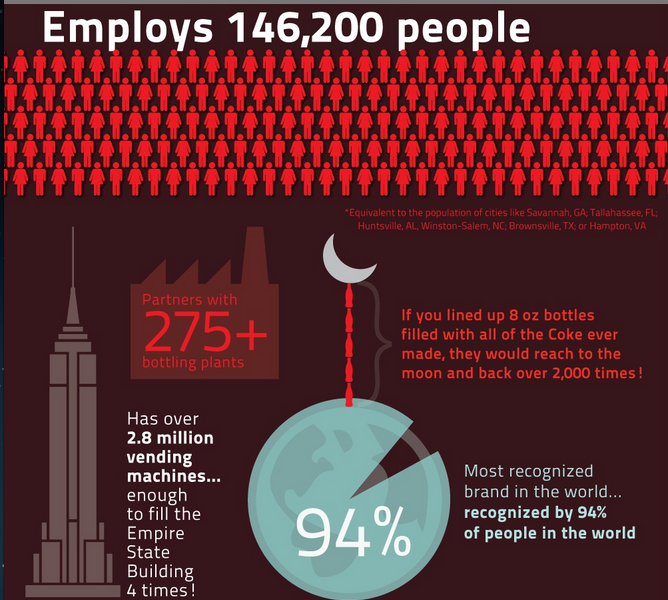 Employs 146,200 people
*Equivalent to the population of cities like Savannah, GA; Tallahassee, FL;
Huntsville, AL, Winston-Salem, NC; Brownsville, TX; or Hampton, VA
Partners with
275+
bottling plants
If you lined up 8 oz bottles
filled with all of the Coke ever
made, they would reach to the
moon and back over 2,000 times!
Has over
2.8 million
vending
machines...
enough
to fill the
Empire
State
Building
4 times!
94%
Most recognized
brand in the world...
recognized by 94%
of people in the world